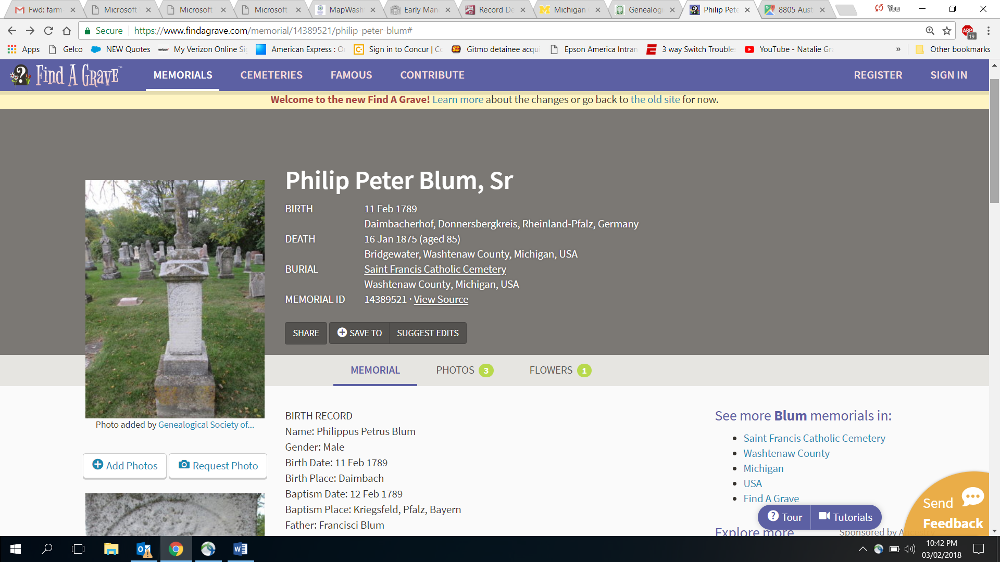 Fwd: farm
Microsoft
Microsoft
Microsoft
MapWash
Early Man
Record De
Michigan
Genealogi
Philip Pete
8805 Aust
You
Secure
https://www.findagrave.com/memorial/14389521/philip-peter-blum#
ABP
19
Apps
Gelco
NEW Quotes
My Verizon Online Si
American Express : O
Sign in to Concur | Co
Gitmo detainee acqui
Epson America Intran
3 way Switch Trouble
YouTube - Natalie Gr
»
Other bookmarks
Find A Grave™
MEMORIALS
CEMETERIES
FAMOUS
CONTRIBUTE
REGISTER
SIGN IN
Welcome to the new Find A Grave! Learn more about the changes or go back to the old site for now.
Philip Peter Blum, Sr
BIRTH 11 Feb 1789
Daimbacherhof, Donnersbergkreis, Rheinland-Pfalz, Germany
DEATH 16 Jan 1875 (aged 85)
Bridgewater, Washtenaw County, Michigan, USA
BURIAL Saint Francis Catholic Cemetery
Washtenaw County, Michigan, USA
MEMORIAL ID 14389521 · View Source
SHARE
SAVE TO
SUGGEST EDITS
MEMORIAL
PHOTOS 3
FLOWERS 1
Photo added by Genealogical Society of...
Add Photos
Request Photo
BIRTH RECORD
Name: Philippus Petrus Blum
Gender: Male
Birth Date: 11 Feb 1789
Birth Place: Daimbach
Baptism Date: 12 Feb 1789
Baptism Place: Kriegsfeld, Pfalz, Bayern
Father: Francisci Blum
See more Blum memorials in:
• Saint Francis Catholic Cemetery
• Washtenaw County
• Michigan
• USA
• Find A Grave
Tour
Tutorials
Send
Feedback
Explore more
Sponsored by Ancestry
10:42 PM
03/02/2018